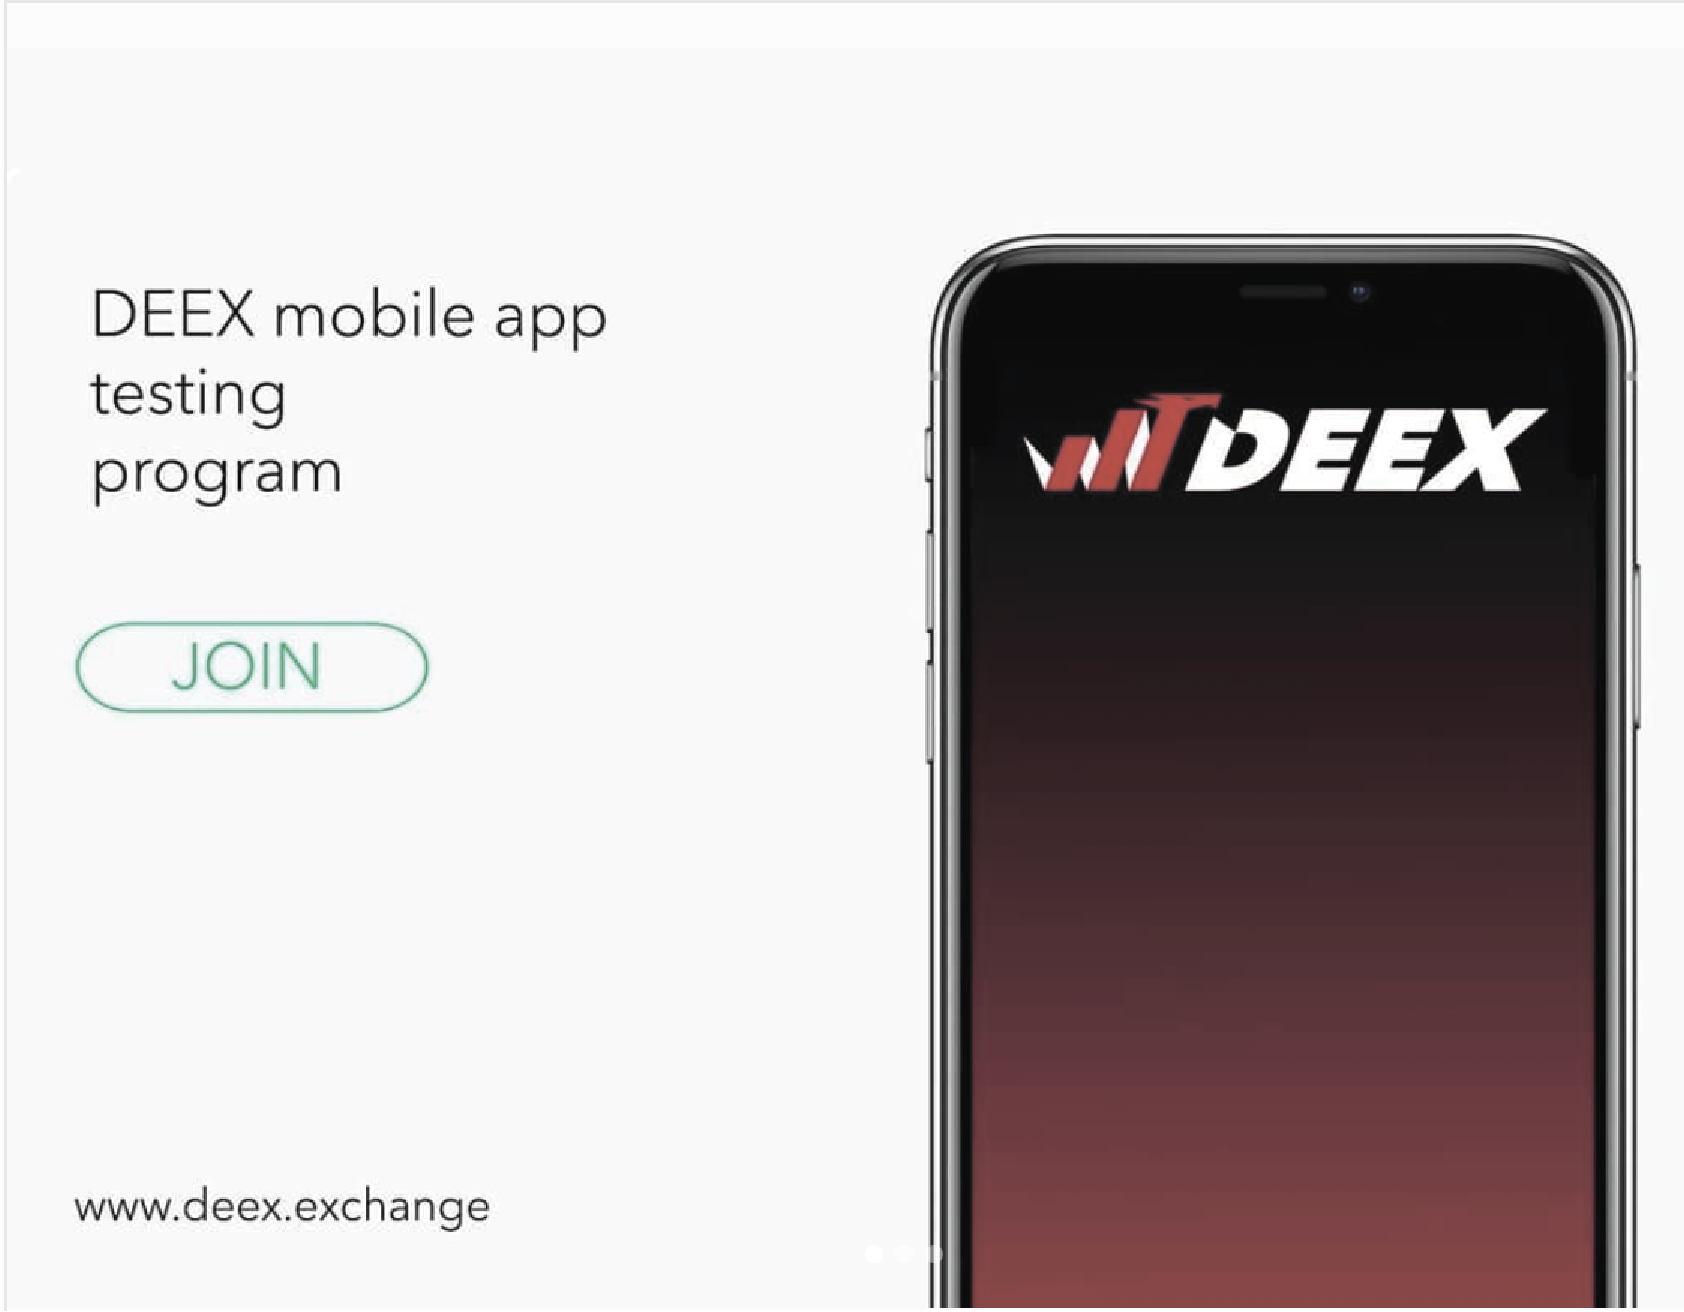 DEEX mobile app
testing
program
JOIN
www.deex.exchange
DEEX